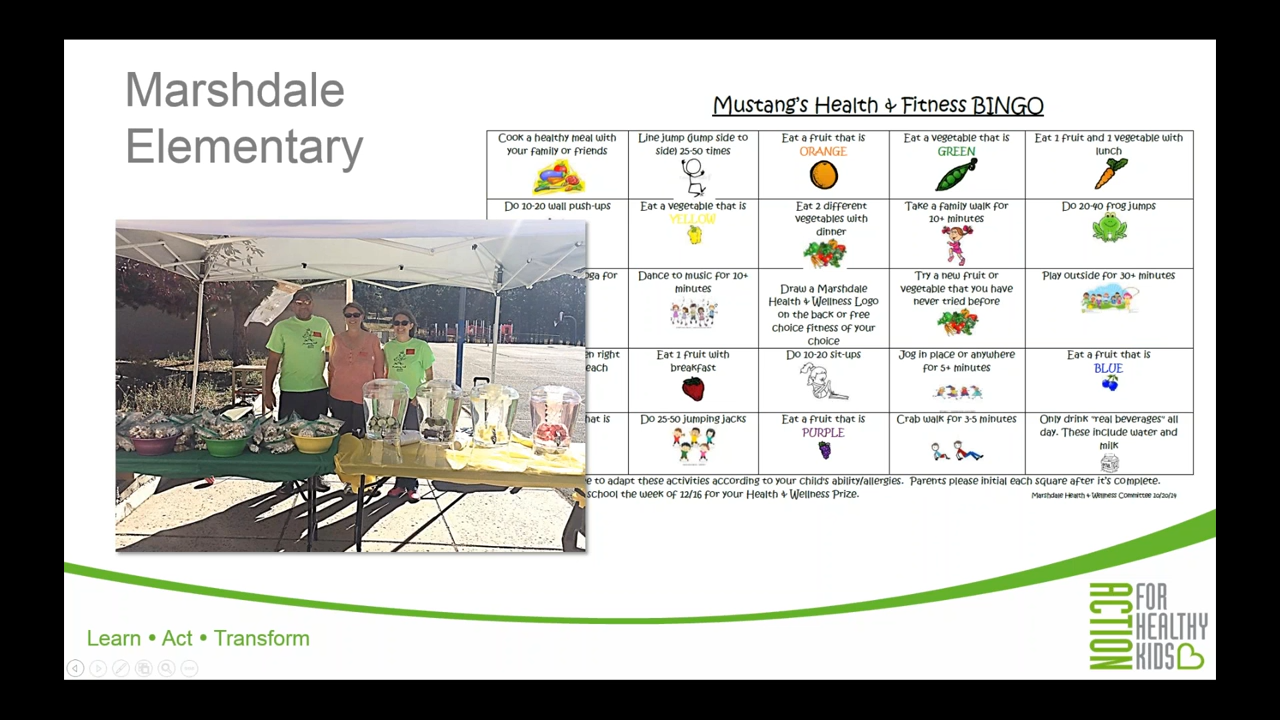 Marshdale
Elementary
Mustang's Health & Fitness BINGO
Cook a healthy meal with
your family or friends
Line jump (jump side to
side) 25-50 times
Eat a fruit that is
ORANGE
Eat a vegetable that is
GREEN
Eat 1 fruit and 1 vegetable with
lunch
Do 10-20 wall push-ups
Eat a vegetable that is
YELLOW
Eat 2 different
vegetables with
dinner
Take a family walk for
10+ minutes
Do 20-40 frog jumps
for
Dance to music for 10+
minutes
Draw a Marshdale
Health & Wellness Logo
on the back or free
choice fitness of your
choice
Try a new fruit or
vegetable that you have
never tried before
Play outside for 30+ minutes
right
Eat 1 fruit with
breakfast
Do 10-20 sit-ups
Jog in place or anywhere
for 5+ minutes
Eat a fruit that is
BLUE
is
Do 25-50 jumping jacks
Eat a fruit that is
PURPLE
Crab walk for 3-5 minutes
Only drink "real beverages" all
day. These include water and
milk
to adapt these activities according to your child's ability/allergies. Parents please initial each square after it's complete.
school the week of 12/16 for your Health & Wellness Prize.
Marshdale Health & Wellness Committee 10/20/14
Learn • Act • Transform
ACTION
FOR
HEALTHY
KIDS